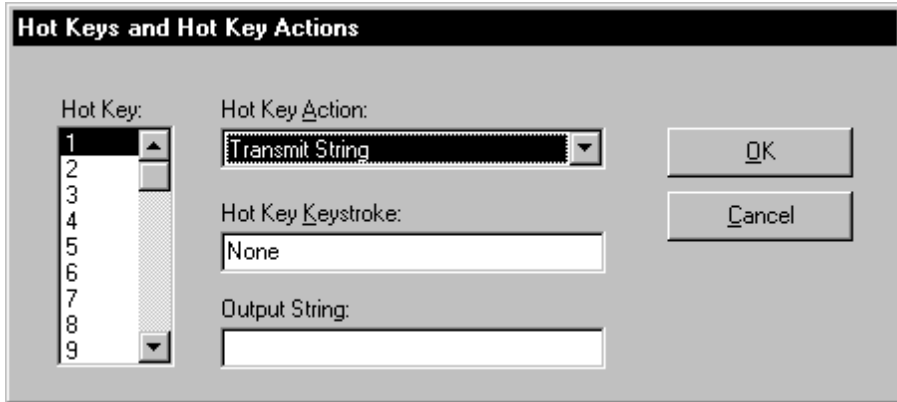 Hot Keys and Hot Key Actions
Hot Key:
1
2
3
4
5
6
7
8
9
Hot Key Action:
Transmit String
Hot Key Keystroke:
None
Output String:
OK
Cancel